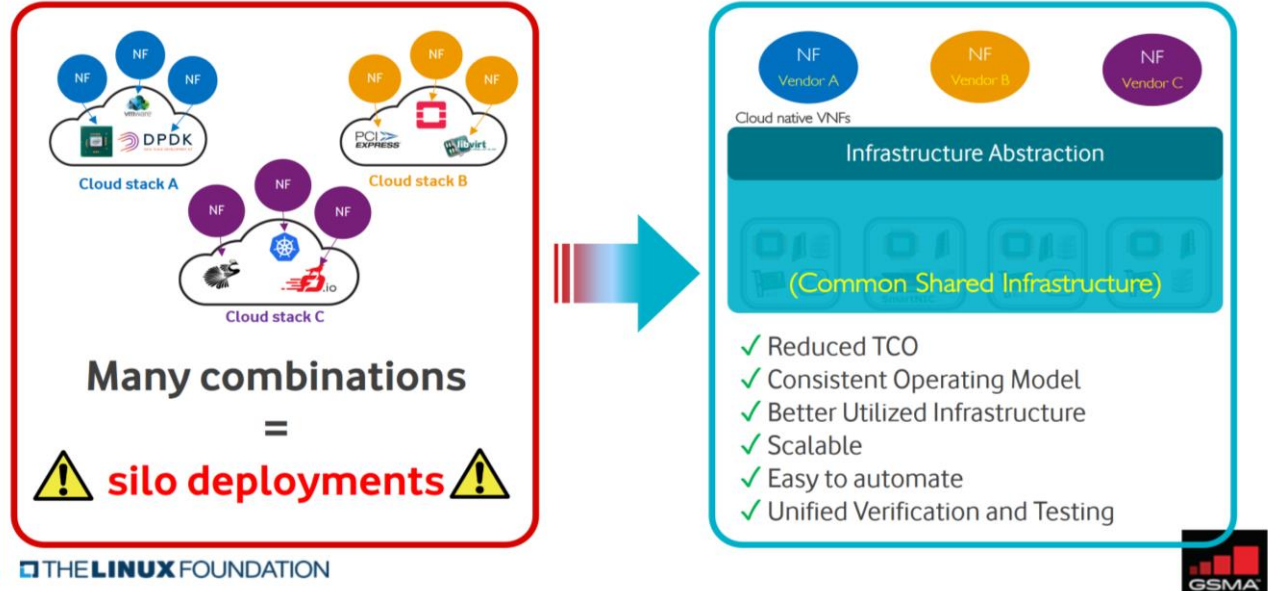 NF
NF
NF
vmware
DPDK
Cloud stack A
NF
NF
NF
PCI
EXPRESS
libvirt
Cloud stack B
NF
NF
NF
.io
Cloud stack C
Many combinations
=
silo deployments
NF
Vendor A
NF
Vendor B
NF
Vendor C
Cloud native VNFs
Infrastructure Abstraction
(Common Shared Infrastructure)
✓ Reduced TCO
✓ Consistent Operating Model
✓ Better Utilized Infrastructure
✓ Scalable
✓ Easy to automate
✓ Unified Verification and Testing
THE LINUX FOUNDATION
GSMA